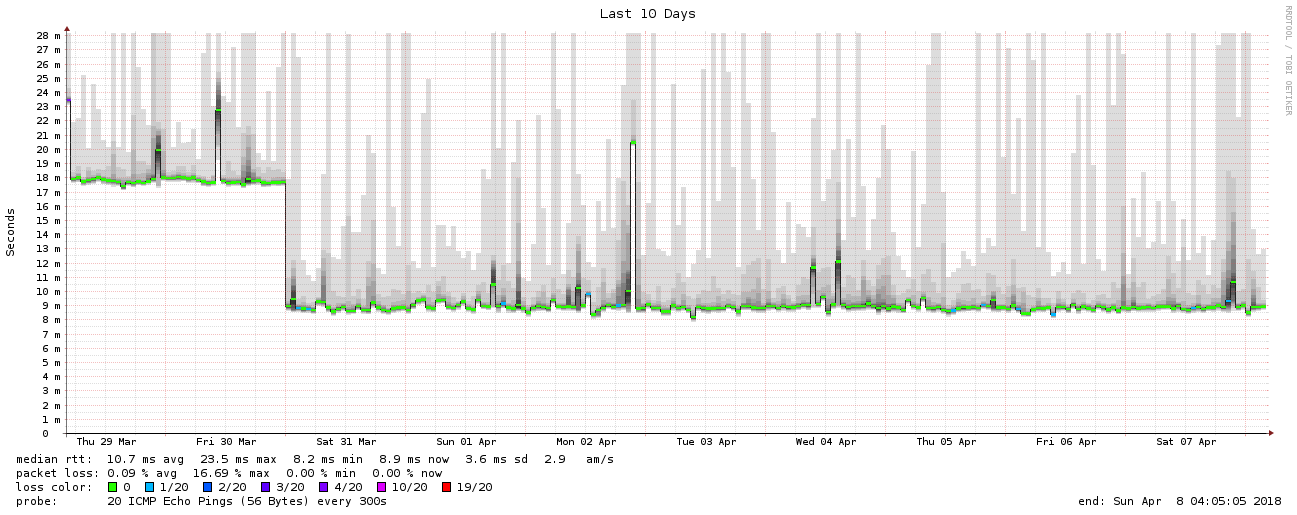 Last 10 Days
RRDTOOL / TOBI OETIKER
Seconds
28 m
27 m
26 m
25 m
24 m
23 m
22 m
21 m
20 m
19 m
18 m
17 m
16 m
15 m
14 m
13 m
12 m
11 m
10 m
9 m
8 m
7 m
6 m
5 m
4 m
3 m
2 m
1 m
0
Thu 29 Mar Fri 30 Mar Sat 31 Mar Sun 01 Apr Mon 02 Apr Tue 03 Apr Wed 04 Apr Thu 05 Apr Fri 06 Apr Sat 07 Apr
median rtt: 10.7 ms avg 23.5 ms max 8.2 ms min 8.9 ms now 3.6 ms sd 2.9 am/s
packet loss: 0.09 % avg 16.69 % max 0.00 % min 0.00 % now
loss color: 0 1/20 2/20 3/20 4/20 10/20 19/20
probe: 20 ICMP Echo Pings (56 Bytes) every 300s end: Sun Apr 8 04:05:05 2018